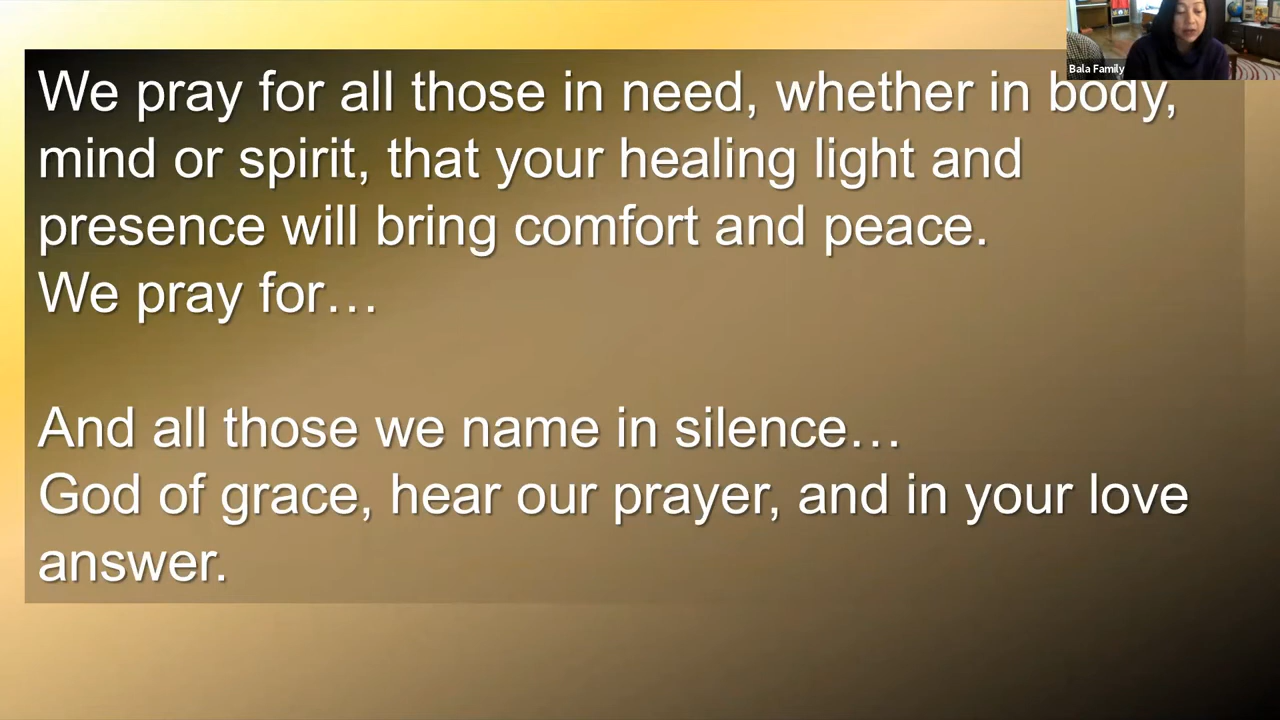 We pray for all those in need, whether in body,
mind or spirit, that your healing light and
presence will bring comfort and peace.
We pray for…
And all those we name in silence…
God of grace, hear our prayer, and in your love
answer.
Bala Family